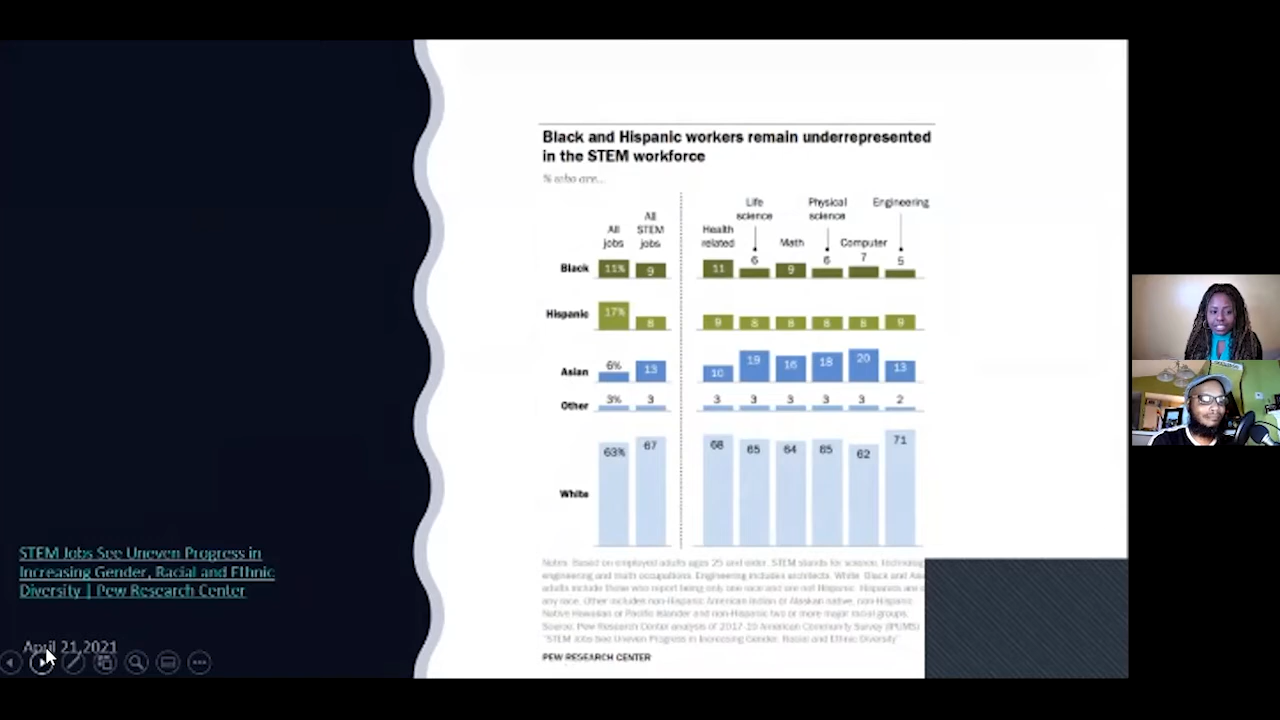 Black and Hispanic workers remain underrepresented
in the STEM workforce
% who are...
Life
science
Physical
science
Engineering
All
jobs
All
STEM
jobs
Health
related
Math
Computer
Black 11% 9 11 6 9 6 7 5
Hispanic 17% 8 9 8 8 8 8 9
Asian 6% 13 10 19 16 18 20 13
Other 3% 3 3 3 3 3 3 2
White 63% 67 68 65 64 65 62 71
Notes: Based on employed adults ages 25 and older. STEM stands for science, technolog
engineering and math occupations. Engineering includes architects. White, Black and Asi
adults include those who report being only one race and are not Hispanic. Hispanics are o
any race. Other includes non-Hispanic American Indian or Alaskan native, non-Hispanic
Native Hawaiian or Pacific Islander and non-Hispanic two or more major racial groups.
Source: Pew Research Center analysis of 2017-19 American Community Survey (IPUMS).
"STEM Jobs See Uneven Progress in Increasing Gender, Racial and Ethnic Diversity"
PEW RESEARCH CENTER
STEM Jobs See Uneven Progress in
Increasing Gender, Racial and Ethnic
Diversity | Pew Research Center
April 21,2021